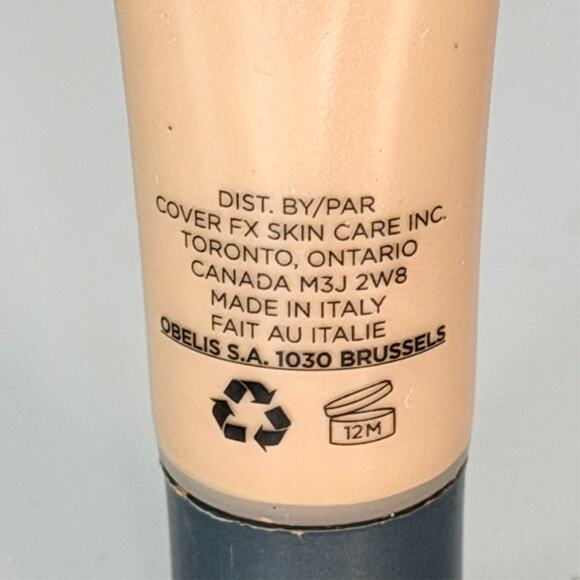 DIST. BY/PAR
COVER FX SKIN CARE INC.
TORONTO, ONTARIO
CANADA M3J 2W8
MADE IN ITALY
FAIT AU ITALIE
OBELIS S.A. 1030 BRUSSELS
12M